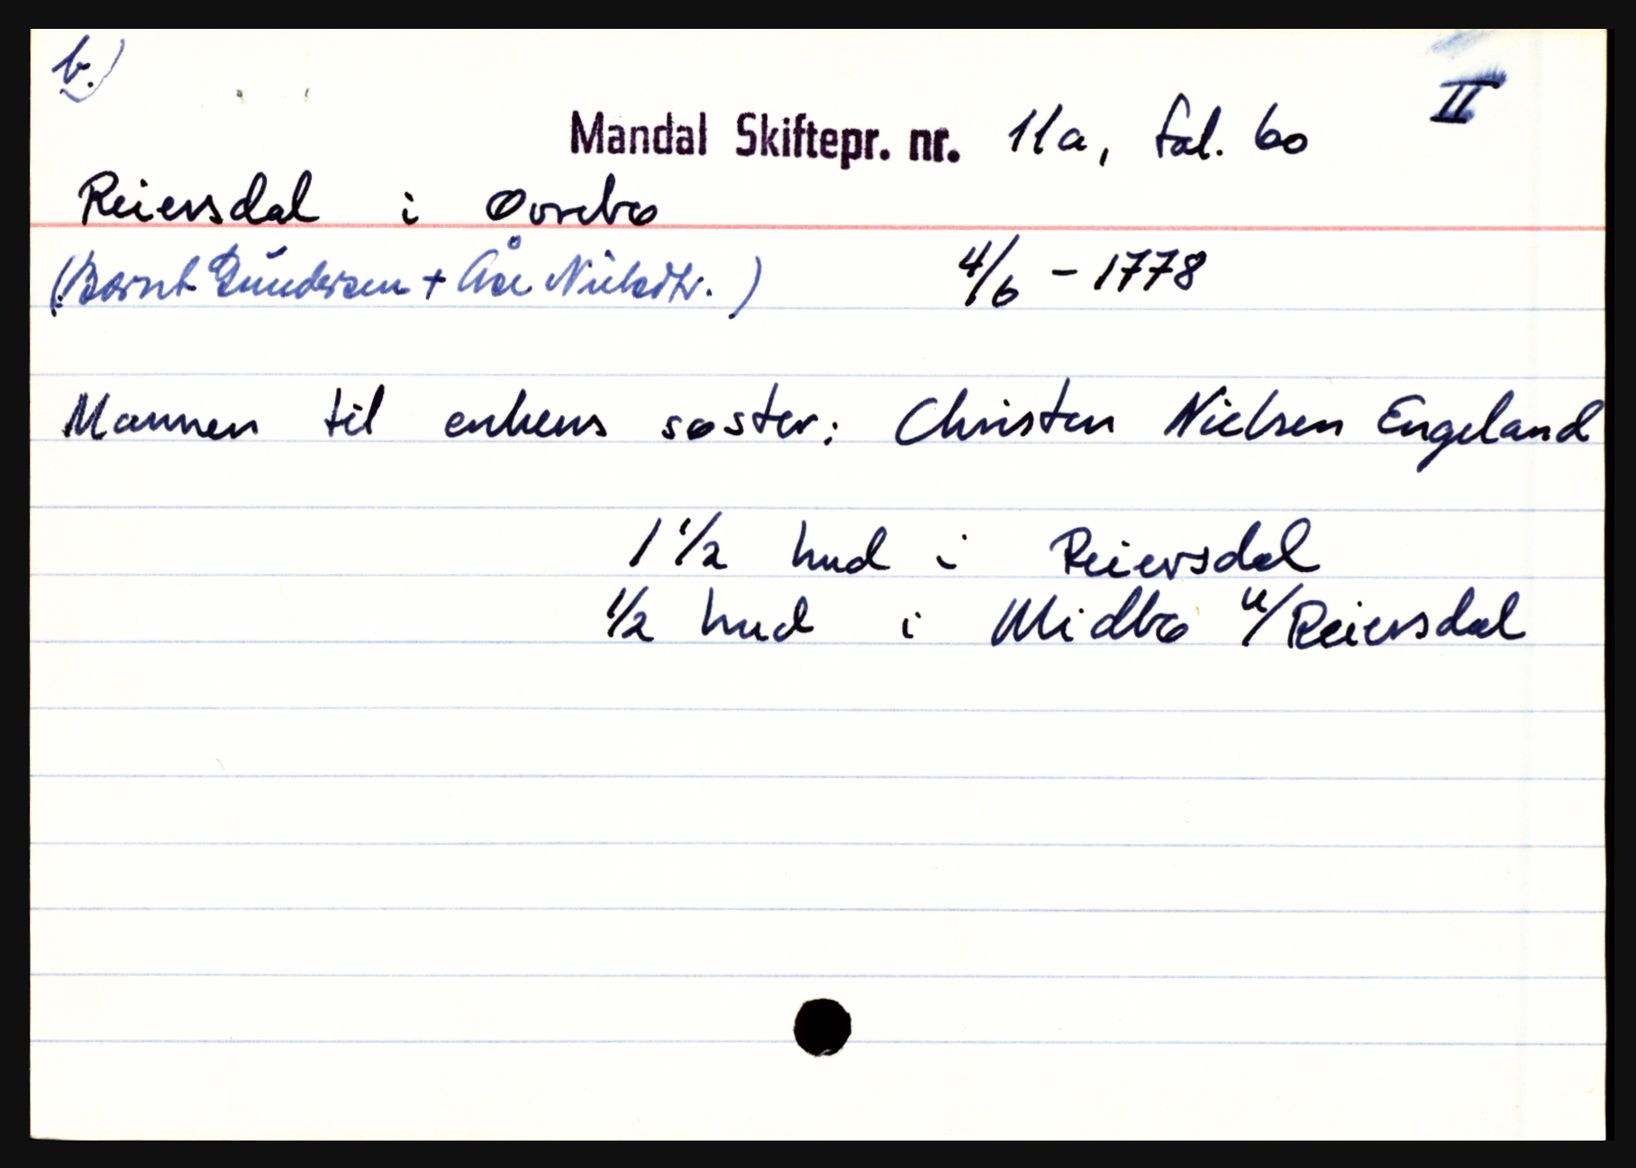 b.)
II
Mandal Skiftepr. nr. 11a, fol. 60
Reiersdal i Øvrebø
(Børnt Gundersen + Åse Nielsdtr.)
4/6 - 1778
Mannen til enkens søster: Christen Nielsen Engeland
1 1/2 hud i Reiersdal
1/2 hud i Midbø u/Reiersdal